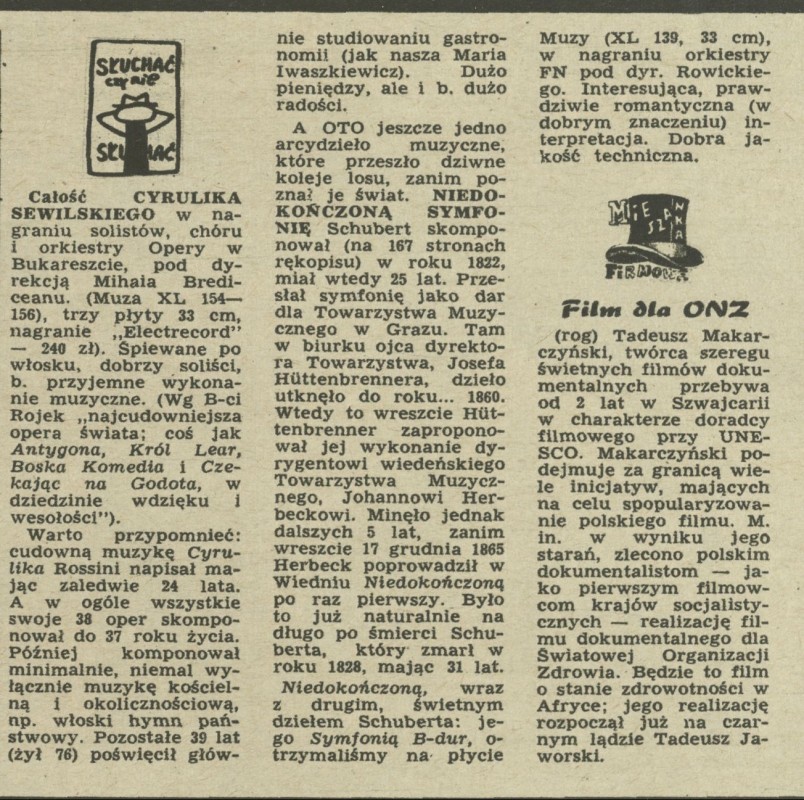 SŁUCHAĆ
czy nie
SŁUCHAĆ
Całość CYRULIKA
SEWILSKIEGO w na-
graniu solistów, chóru
i orkiestry Opery w
Bukareszcie, pod dy-
rekcją Mihaia Bredi-
ceanu. (Muza XL 154—
156), trzy płyty 33 cm,
nagranie „Electrecord”
— 240 zł). Śpiewane po
włosku, dobrzy soliści,
b. przyjemne wykona-
nie muzyczne. (Wg B-ci
Rojek „najcudowniejsza
opera świata; coś jak
Antygona, Król Lear,
Boska Komedia i Cze-
kając na Godota, w
dziedzinie wdzięku i
wesołości”).
Warto przypomnieć:
cudowną muzykę Cyru-
lika Rossini napisał ma-
jąc zaledwie 24 lata.
A w ogóle wszystkie
swoje 38 oper skompo-
nował do 37 roku życia.
Później komponował
minimalnie, niemal wy-
łącznie muzykę kościel-
ną i okolicznościową,
np. włoski hymn pań-
stwowy. Pozostałe 39 lat
(żył 76) poświęcił głów-
nie studiowaniu gastro-
nomii (jak nasza Maria
Iwaszkiewicz). Dużo
pieniędzy, ale i b. dużo
radości.
A OTO jeszcze jedno
arcydzieło muzyczne,
które przeszło dziwne
koleje losu, zanim po-
znał je świat. NIEDO-
KOŃCZONĄ SYMFO-
NIĘ Schubert skompo-
nował (na 167 stronach
rękopisu) w roku 1822,
miał wtedy 25 lat. Prze-
słał symfonię jako dar
dla Towarzystwa Muzy-
cznego w Grazu. Tam
w biurku ojca dyrekto-
ra Towarzystwa, Josefa
Hüttenbrennera, dzieło
utknęło do roku... 1860.
Wtedy to wreszcie Hüt-
tenbrenner zapropono-
wał jej wykonanie dy-
rygentowi wiedeńskiego
Towarzystwa Muzycz-
nego, Johannowi Her-
beckowi. Minęło jednak
dalszych 5 lat, zanim
wreszcie 17 grudnia 1865
Herbeck poprowadził w
Wiedniu Niedokończoną
po raz pierwszy. Było
to już naturalnie na
długo po śmierci Schu-
berta, który zmarł w
roku 1828, mając 31 lat.
Niedokończoną, wraz
z drugim, świetnym
dziełem Schuberta: je-
go Symfonią B-dur, o-
trzymaliśmy na płycie
Muzy (XL 139, 33 cm),
w nagraniu orkiestry
FN pod dyr. Rowickie-
go. Interesująca, praw-
dziwie romantyczna (w
dobrym znaczeniu) in-
terpretacja. Dobra ja-
kość techniczna.
MIESZANKA
FIRMOWA
Film dla ONZ
(rog) Tadeusz Makar-
czyński, twórca szeregu
świetnych filmów doku-
mentalnych przebywa
od 2 lat w Szwajcarii
w charakterze doradcy
filmowego przy UNE-
SCO. Makarczyński po-
dejmuje za granicą wie-
le inicjatyw, mających
na celu spopularyzowa-
nie polskiego filmu. M.
in. w wyniku jego
starań, zlecono polskim
dokumentalistom — ja-
ko pierwszym filmow-
com krajów socjalisty-
cznych — realizację fil-
mu dokumentalnego dla
Światowej Organizacji
Zdrowia. Będzie to film
o stanie zdrowotności w
Afryce; jego realizację
rozpoczął już na czar-
nym lądzie Tadeusz Ja-
worski.